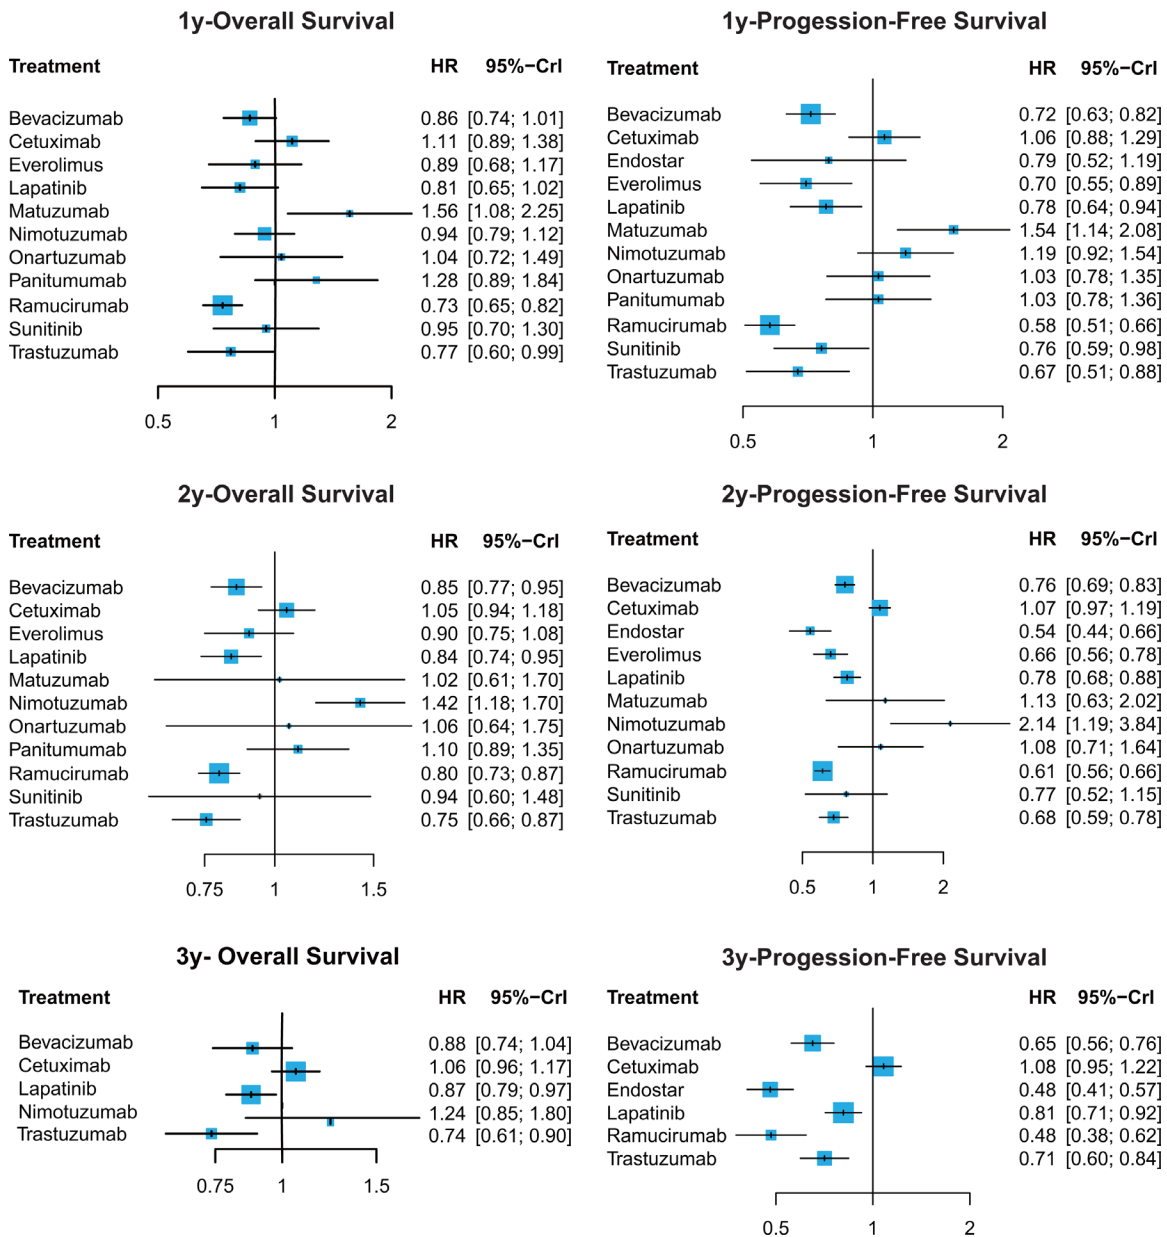 1y-Overall Survival
Treatment HR 95%−CrI
Bevacizumab 0.86 [0.74; 1.01]
Cetuximab 1.11 [0.89; 1.38]
Everolimus 0.89 [0.68; 1.17]
Lapatinib 0.81 [0.65; 1.02]
Matuzumab 1.56 [1.08; 2.25]
Nimotuzumab 0.94 [0.79; 1.12]
Onartuzumab 1.04 [0.72; 1.49]
Panitumumab 1.28 [0.89; 1.84]
Ramucirumab 0.73 [0.65; 0.82]
Sunitinib 0.95 [0.70; 1.30]
Trastuzumab 0.77 [0.60; 0.99]
0.5 1 2
1y-Progession-Free Survival
Treatment HR 95%−CrI
Bevacizumab 0.72 [0.63; 0.82]
Cetuximab 1.06 [0.88; 1.29]
Endostar 0.79 [0.52; 1.19]
Everolimus 0.70 [0.55; 0.89]
Lapatinib 0.78 [0.64; 0.94]
Matuzumab 1.54 [1.14; 2.08]
Nimotuzumab 1.19 [0.92; 1.54]
Onartuzumab 1.03 [0.78; 1.35]
Panitumumab 1.03 [0.78; 1.36]
Ramucirumab 0.58 [0.51; 0.66]
Sunitinib 0.76 [0.59; 0.98]
Trastuzumab 0.67 [0.51; 0.88]
0.5 1 2
2y-Overall Survival
Treatment HR 95%−CrI
Bevacizumab 0.85 [0.77; 0.95]
Cetuximab 1.05 [0.94; 1.18]
Everolimus 0.90 [0.75; 1.08]
Lapatinib 0.84 [0.74; 0.95]
Matuzumab 1.02 [0.61; 1.70]
Nimotuzumab 1.42 [1.18; 1.70]
Onartuzumab 1.06 [0.64; 1.75]
Panitumumab 1.10 [0.89; 1.35]
Ramucirumab 0.80 [0.73; 0.87]
Sunitinib 0.94 [0.60; 1.48]
Trastuzumab 0.75 [0.66; 0.87]
0.75 1 1.5
2y-Progession-Free Survival
Treatment HR 95%−CrI
Bevacizumab 0.76 [0.69; 0.83]
Cetuximab 1.07 [0.97; 1.19]
Endostar 0.54 [0.44; 0.66]
Everolimus 0.66 [0.56; 0.78]
Lapatinib 0.78 [0.68; 0.88]
Matuzumab 1.13 [0.63; 2.02]
Nimotuzumab 2.14 [1.19; 3.84]
Onartuzumab 1.08 [0.71; 1.64]
Ramucirumab 0.61 [0.56; 0.66]
Sunitinib 0.77 [0.52; 1.15]
Trastuzumab 0.68 [0.59; 0.78]
0.5 1 2
3y- Overall Survival
Treatment HR 95%−CrI
Bevacizumab 0.88 [0.74; 1.04]
Cetuximab 1.06 [0.96; 1.17]
Lapatinib 0.87 [0.79; 0.97]
Nimotuzumab 1.24 [0.85; 1.80]
Trastuzumab 0.74 [0.61; 0.90]
0.75 1 1.5
3y-Progession-Free Survival
Treatment HR 95%−CrI
Bevacizumab 0.65 [0.56; 0.76]
Cetuximab 1.08 [0.95; 1.22]
Endostar 0.48 [0.41; 0.57]
Lapatinib 0.81 [0.71; 0.92]
Ramucirumab 0.48 [0.38; 0.62]
Trastuzumab 0.71 [0.60; 0.84]
0.5 1 2